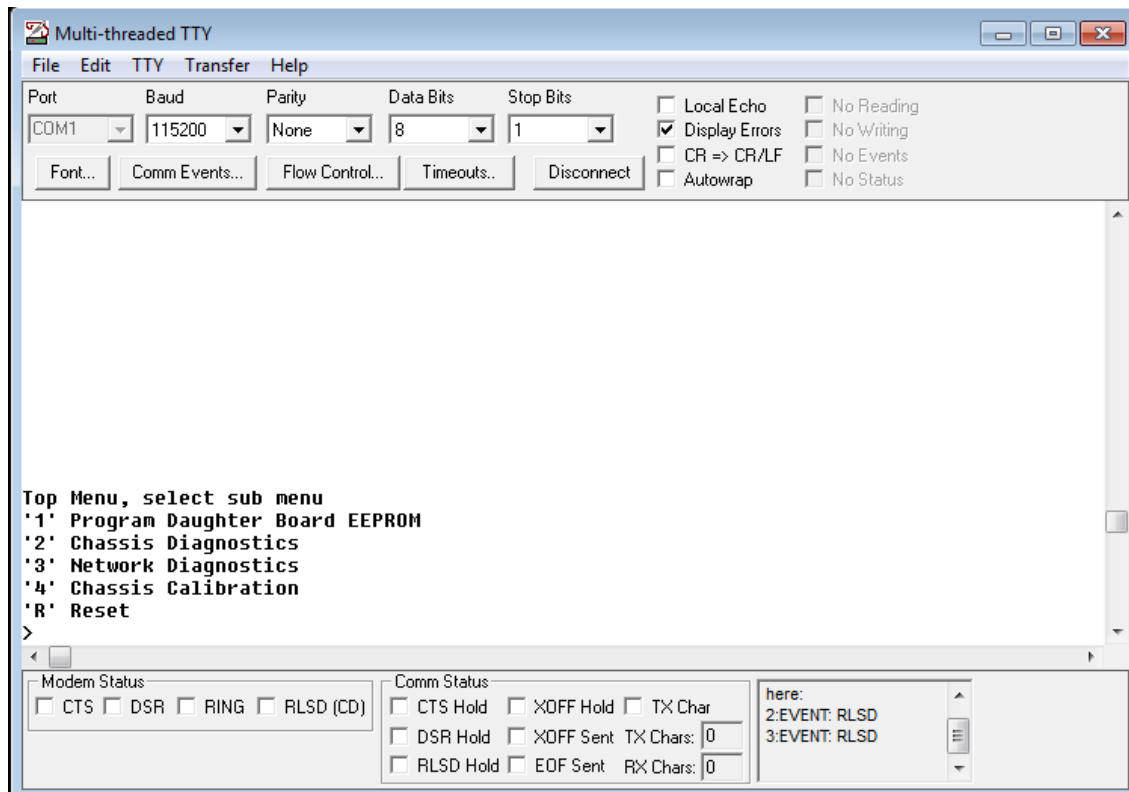 Multi-threaded TTY
File Edit TTY Transfer Help
Port Baud Parity Data Bits Stop Bits
COM1 115200 None 8 1
Font... Comm Events... Flow Control... Timeouts.. Disconnect
Local Echo No Reading
Display Errors No Writing
CR => CR/LF No Events
Autowrap No Status
Top Menu, select sub menu
'1' Program Daughter Board EEPROM
'2' Chassis Diagnostics
'3' Network Diagnostics
'4' Chassis Calibration
'R' Reset
>
Modem Status
CTS DSR RING RLSD (CD)
Comm Status
CTS Hold XOFF Hold TX Char
DSR Hold XOFF Sent TX Chars: 0
RLSD Hold EOF Sent RX Chars: 0
here:
2:EVENT: RLSD
3:EVENT: RLSD